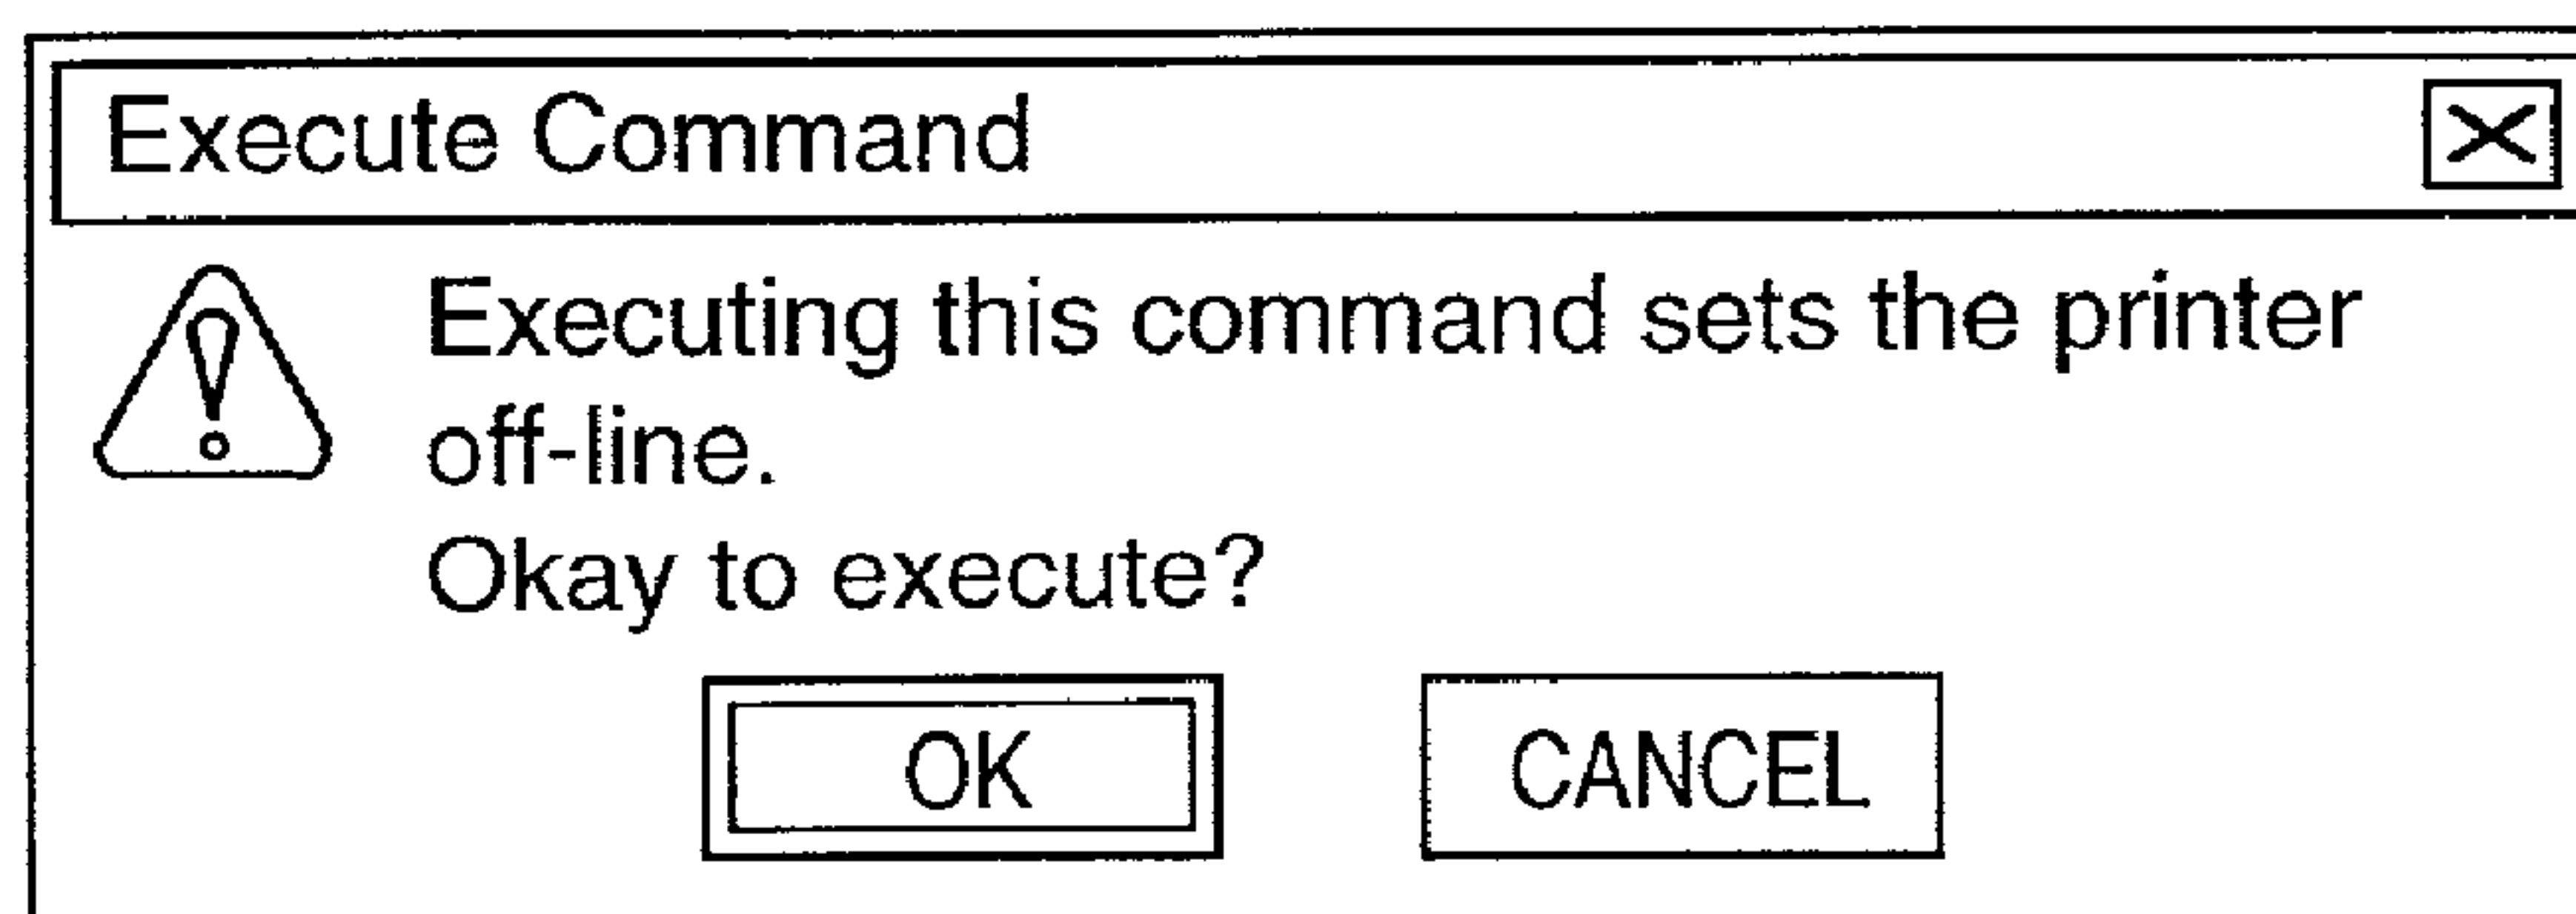 Execute Command
Executing this command sets the printer
off-line.
Okay to execute?
OK CANCEL